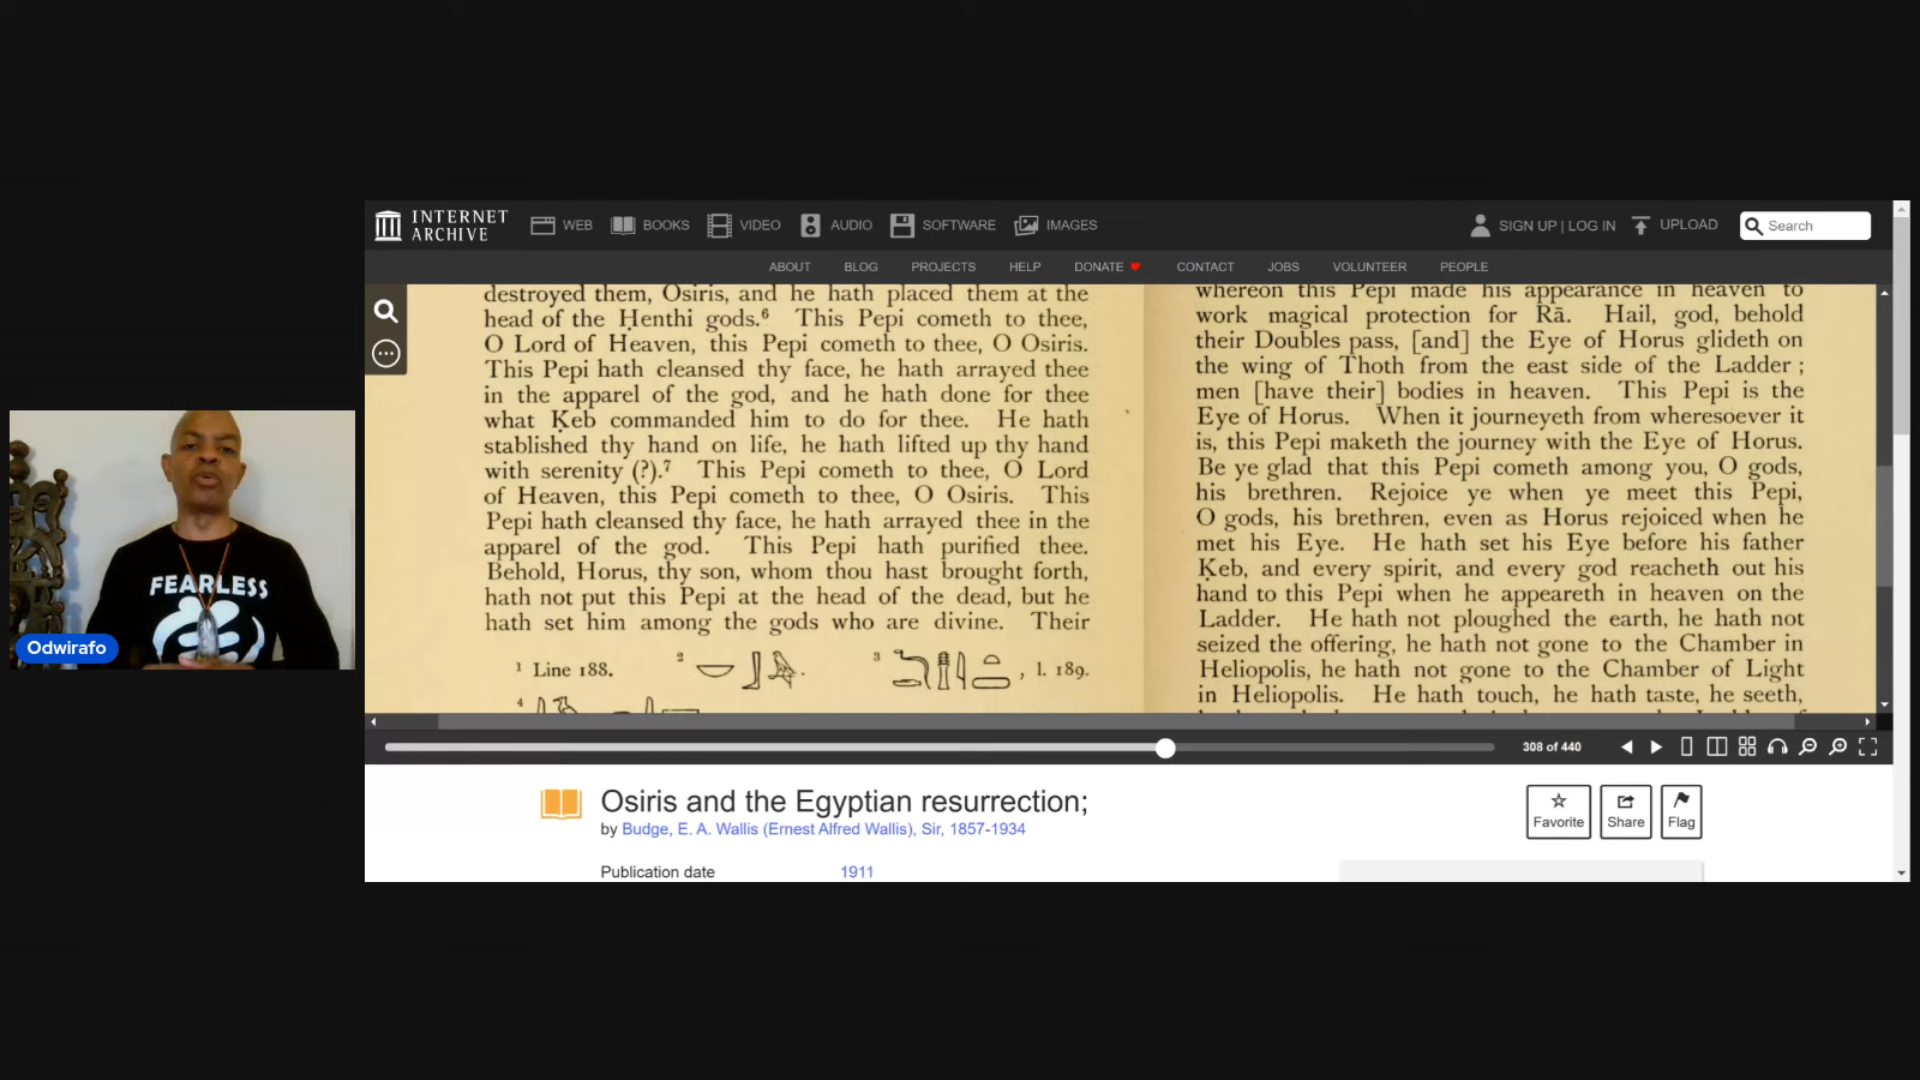 INTERNET
ARCHIVE
WEB
BOOKS
VIDEO
AUDIO
SOFTWARE
IMAGES
SIGN UP | LOG IN
UPLOAD
Search
ABOUT
BLOG
PROJECTS
HELP
DONATE
CONTACT
JOBS
VOLUNTEER
PEOPLE
destroyed them, Osiris, and he hath placed them at the
head of the Ḥenthi gods.⁶ This Pepi cometh to thee,
O Lord of Heaven, this Pepi cometh to thee, O Osiris.
This Pepi hath cleansed thy face, he hath arrayed thee
in the apparel of the god, and he hath done for thee
what Ḳeb commanded him to do for thee. He hath
stablished thy hand on life, he hath lifted up thy hand
with serenity (?).⁷ This Pepi cometh to thee, O Lord
of Heaven, this Pepi cometh to thee, O Osiris. This
Pepi hath cleansed thy face, he hath arrayed thee in the
apparel of the god. This Pepi hath purified thee.
Behold, Horus, thy son, whom thou hast brought forth,
hath not put this Pepi at the head of the dead, but he
hath set him among the gods who are divine. Their
¹ Line 188. ² . ³ , l. 189.
⁴
whereon this Pepi made his appearance in heaven to
work magical protection for Rā. Hail, god, behold
their Doubles pass, [and] the Eye of Horus glideth on
the wing of Thoth from the east side of the Ladder ;
men [have their] bodies in heaven. This Pepi is the
Eye of Horus. When it journeyeth from wheresoever it
is, this Pepi maketh the journey with the Eye of Horus.
Be ye glad that this Pepi cometh among you, O gods,
his brethren. Rejoice ye when ye meet this Pepi,
O gods, his brethren, even as Horus rejoiced when he
met his Eye. He hath set his Eye before his father
Ḳeb, and every spirit, and every god reacheth out his
hand to this Pepi when he appeareth in heaven on the
Ladder. He hath not ploughed the earth, he hath not
seized the offering, he hath not gone to the Chamber in
Heliopolis, he hath not gone to the Chamber of Light
in Heliopolis. He hath touch, he hath taste, he seeth,
FEARLESS
Odwirafo
308 of 440
Osiris and the Egyptian resurrection;
by Budge, E. A. Wallis (Ernest Alfred Wallis), Sir, 1857-1934
Favorite
Share
Flag
Publication date
1911